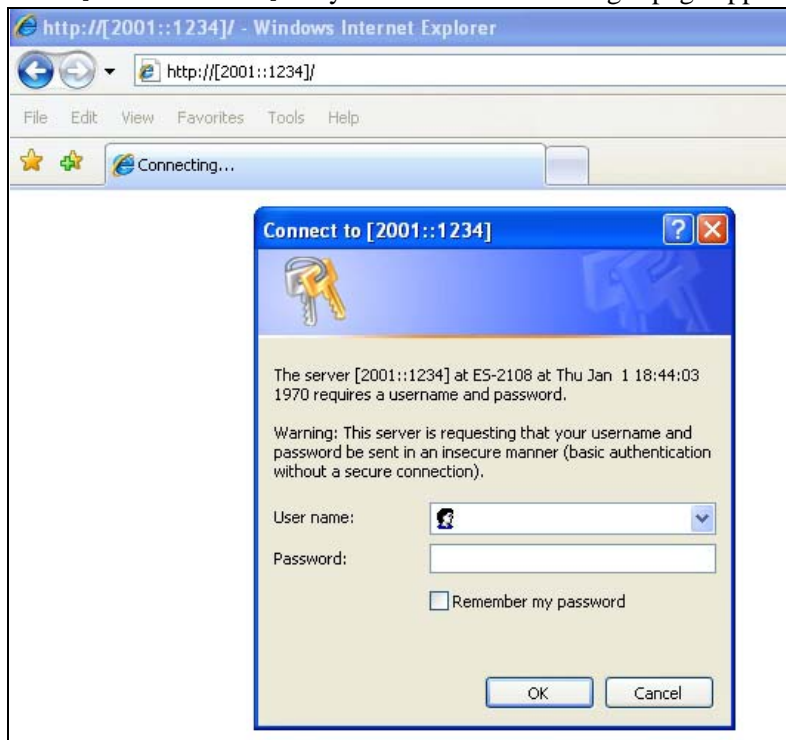 http://[2001::1234]/ - Windows Internet Explorer
http://[2001::1234]/
File Edit View Favorites Tools Help
Connecting...
Connect to [2001::1234]
The server [2001::1234] at ES-2108 at Thu Jan 1 18:44:03
1970 requires a username and password.
Warning: This server is requesting that your username and
password be sent in an insecure manner (basic authentication
without a secure connection).
User name:
Password:
Remember my password
OK Cancel